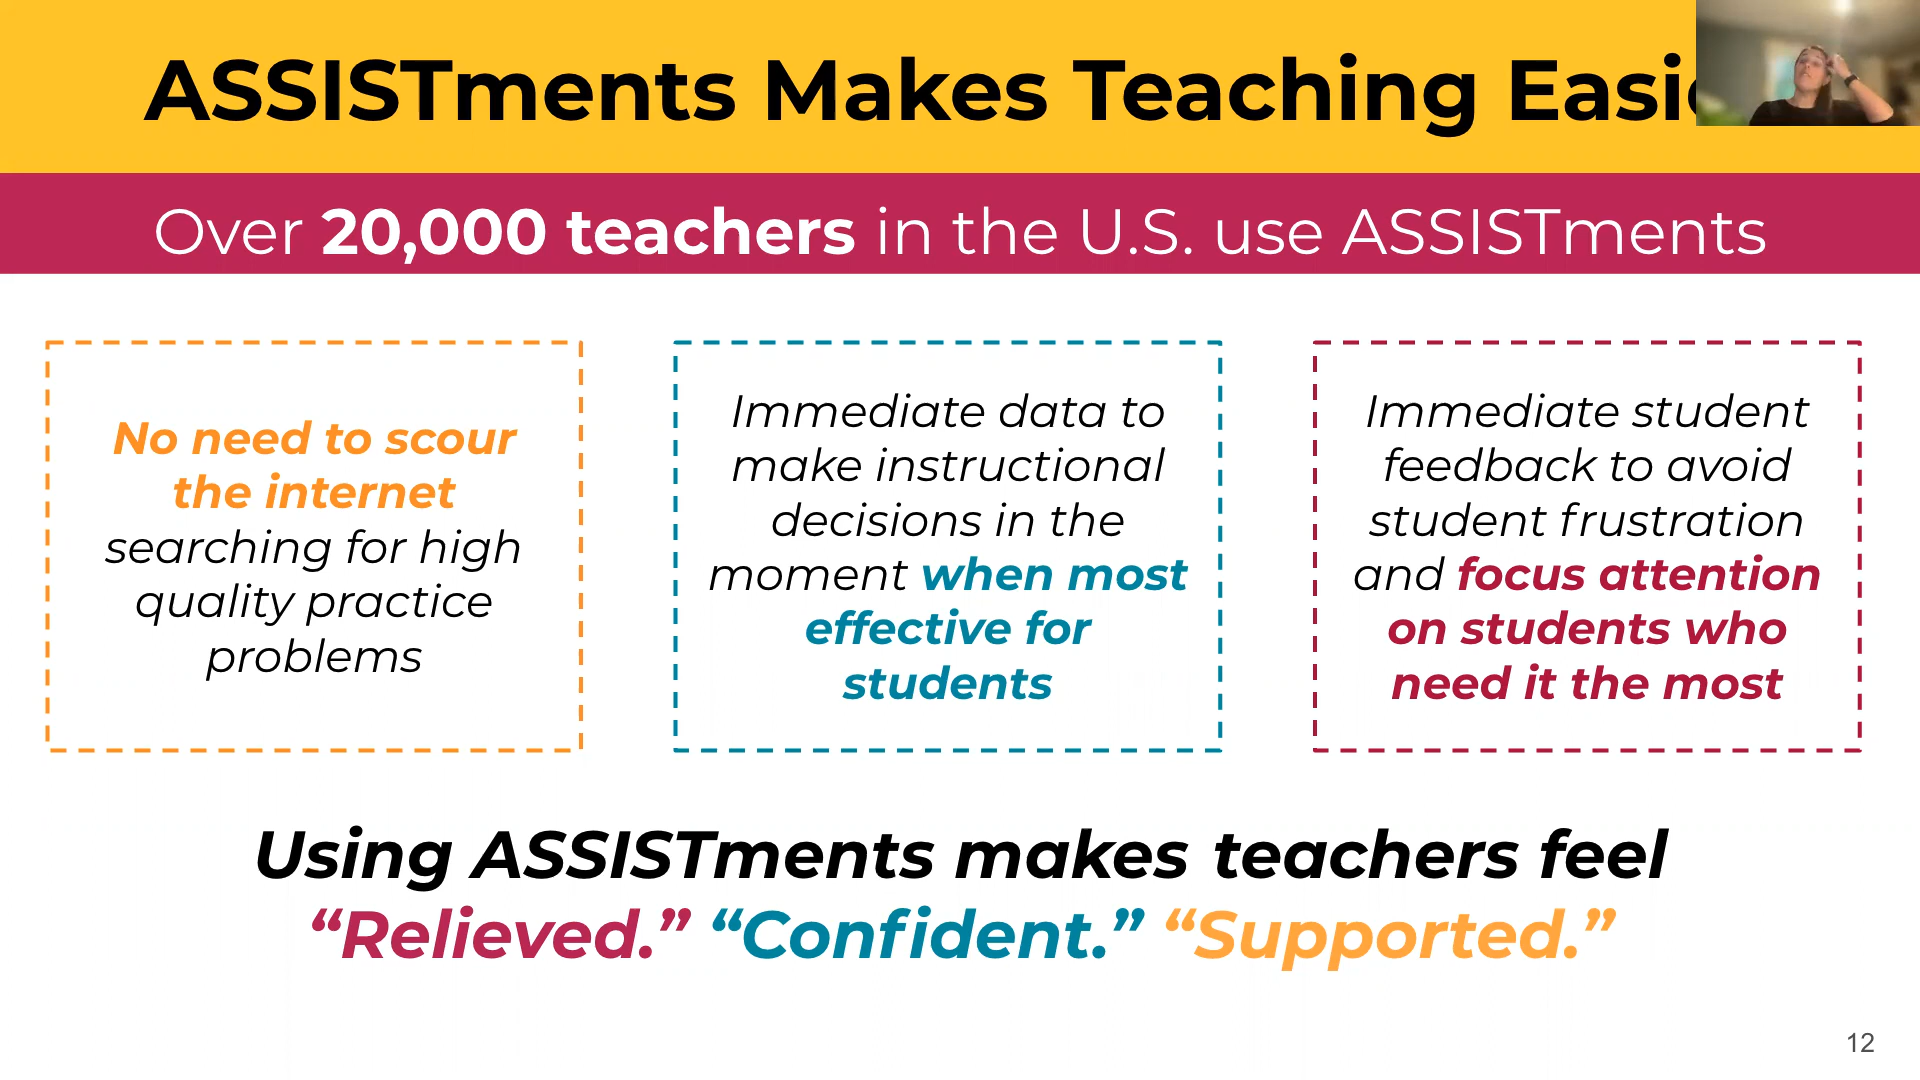 ASSISTments Makes Teaching
Over 20,000 teachers in the U.S. use ASSISTments
No need to scour
the internet
searching for high
quality practice
problems
Immediate data to
make instructional
decisions in the
moment when most
effective for
students
Immediate student
feedback to avoid
student frustration
and focus attention
on students who
need it the most
Using ASSISTments makes teachers feel
“Relieved.” “Confident.” “Supported.”
12